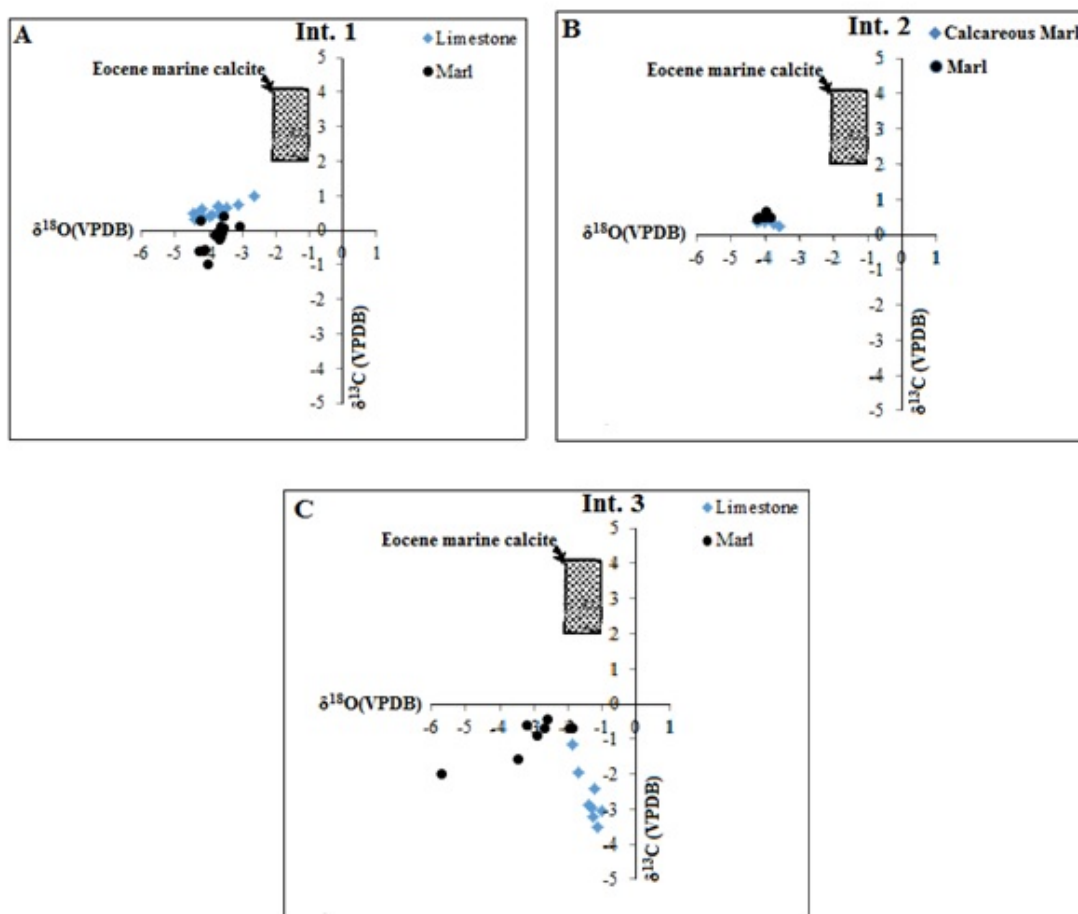 A
Int. 1
Limestone
Marl
Eocene marine calcite
5
4
3
2
1
0
-1
-2
-3
-4
-5
δ18O(VPDB)
-6 -5 -4 -3 -2 -1 0 1
δ13C (VPDB)
B
Int. 2
Calcareous Marl
Marl
Eocene marine calcite
5
4
3
2
1
0
-1
-2
-3
-4
-5
δ18O(VPDB)
-6 -5 -4 -3 -2 -1 0 1
δ13C (VPDB)
C
Int. 3
Limestone
Marl
Eocene marine calcite
5
4
3
2
1
0
-1
-2
-3
-4
-5
δ18O(VPDB)
-6 -5 -4 -3 -2 -1 0 1
δ13C (VPDB)